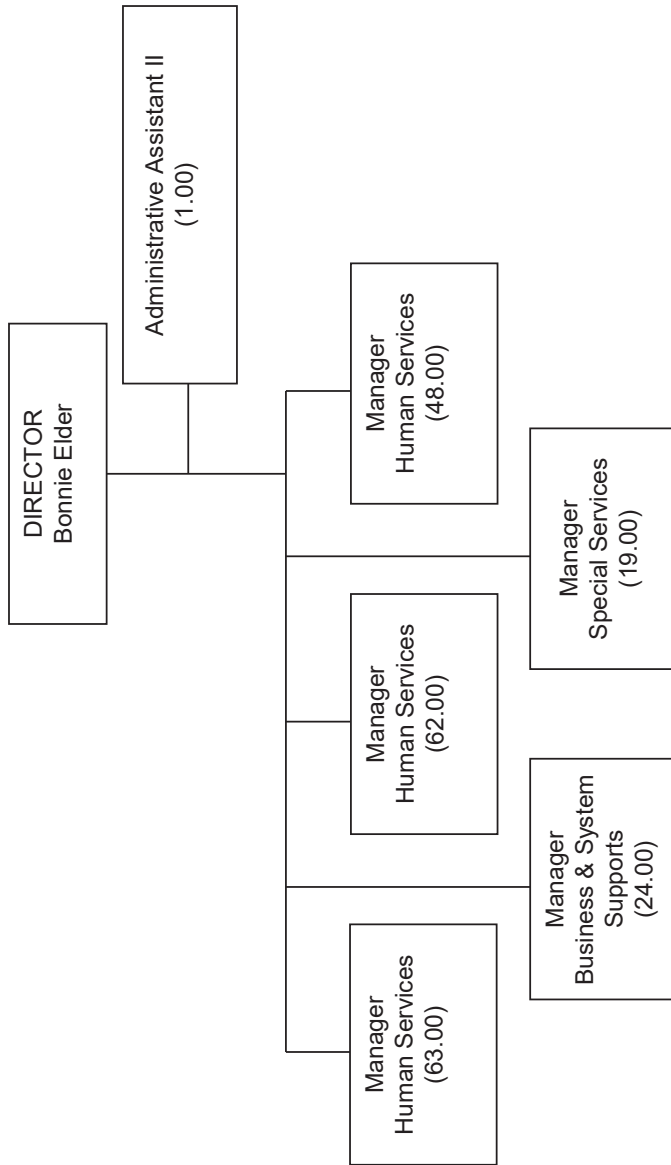 DIRECTOR
Bonnie Elder
Administrative Assistant II
(1.00)
Manager
Human Services
(63.00)
Manager
Human Services
(62.00)
Manager
Human Services
(48.00)
Manager
Business & System
Supports
(24.00)
Manager
Special Services
(19.00)